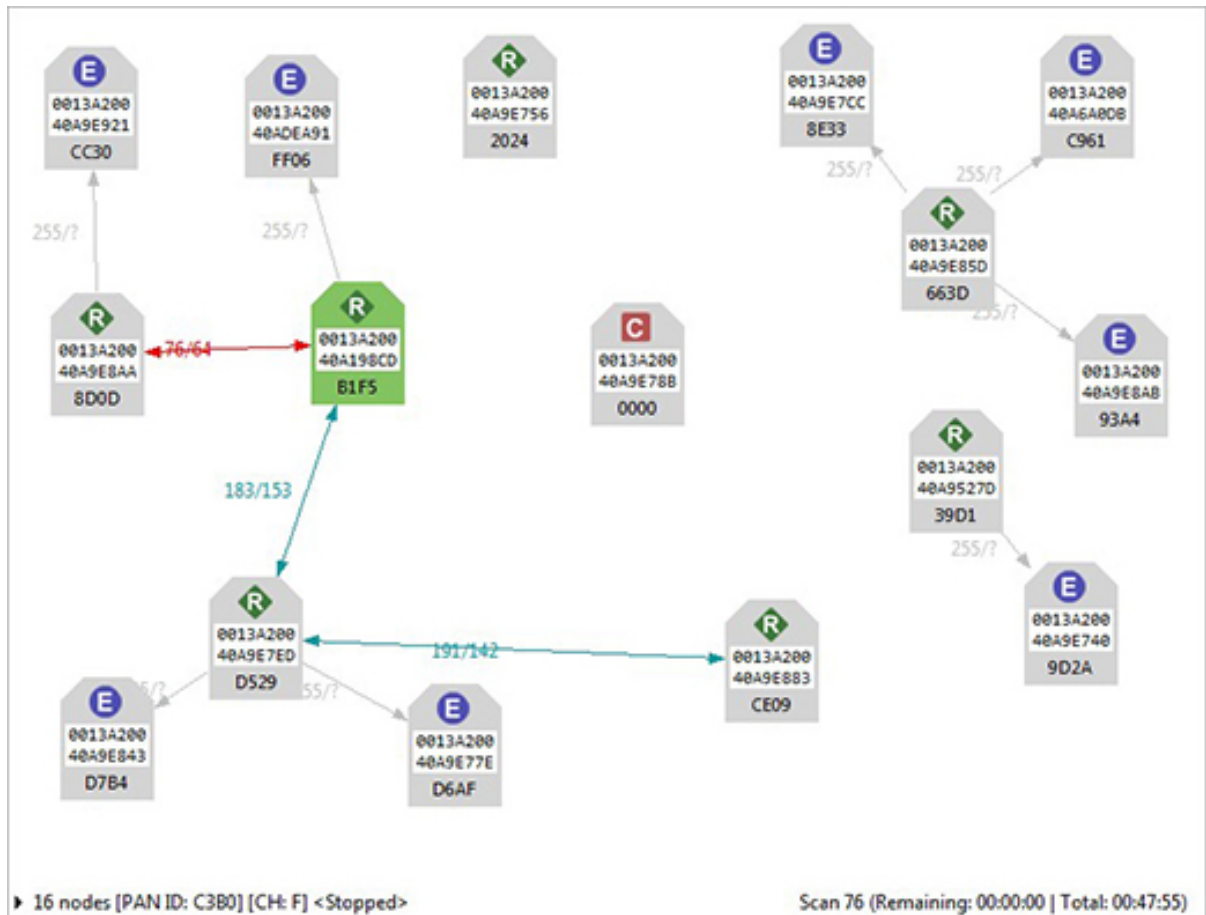 E
0013A200
40A9E921
CC30
E
0013A200
40ADEA91
FF06
R
0013A200
40A9E756
2024
E
0013A200
40A9E7CC
8E33
E
0013A200
40A6A0DB
C961
255/?
255/?
255/?
255/?
R
0013A200
40A9E85D
663D
255/?
R
0013A200
40A9E8AA
8D0D
76/64
R
0013A200
40A198CD
B1F5
C
0013A200
40A9E78B
0000
E
0013A200
40A9E8AB
93A4
R
0013A200
40A9527D
39D1
183/153
255/?
E
0013A200
40A9E740
9D2A
R
0013A200
40A9E7ED
D529
191/142
R
0013A200
40A9E883
CE09
5/?
55/?
E
0013A200
40A9E843
D7B4
E
0013A200
40A9E77E
D6AF
16 nodes [PAN ID: C3B0] [CH: F] <Stopped>
Scan 76 (Remaining: 00:00:00 | Total: 00:47:55)